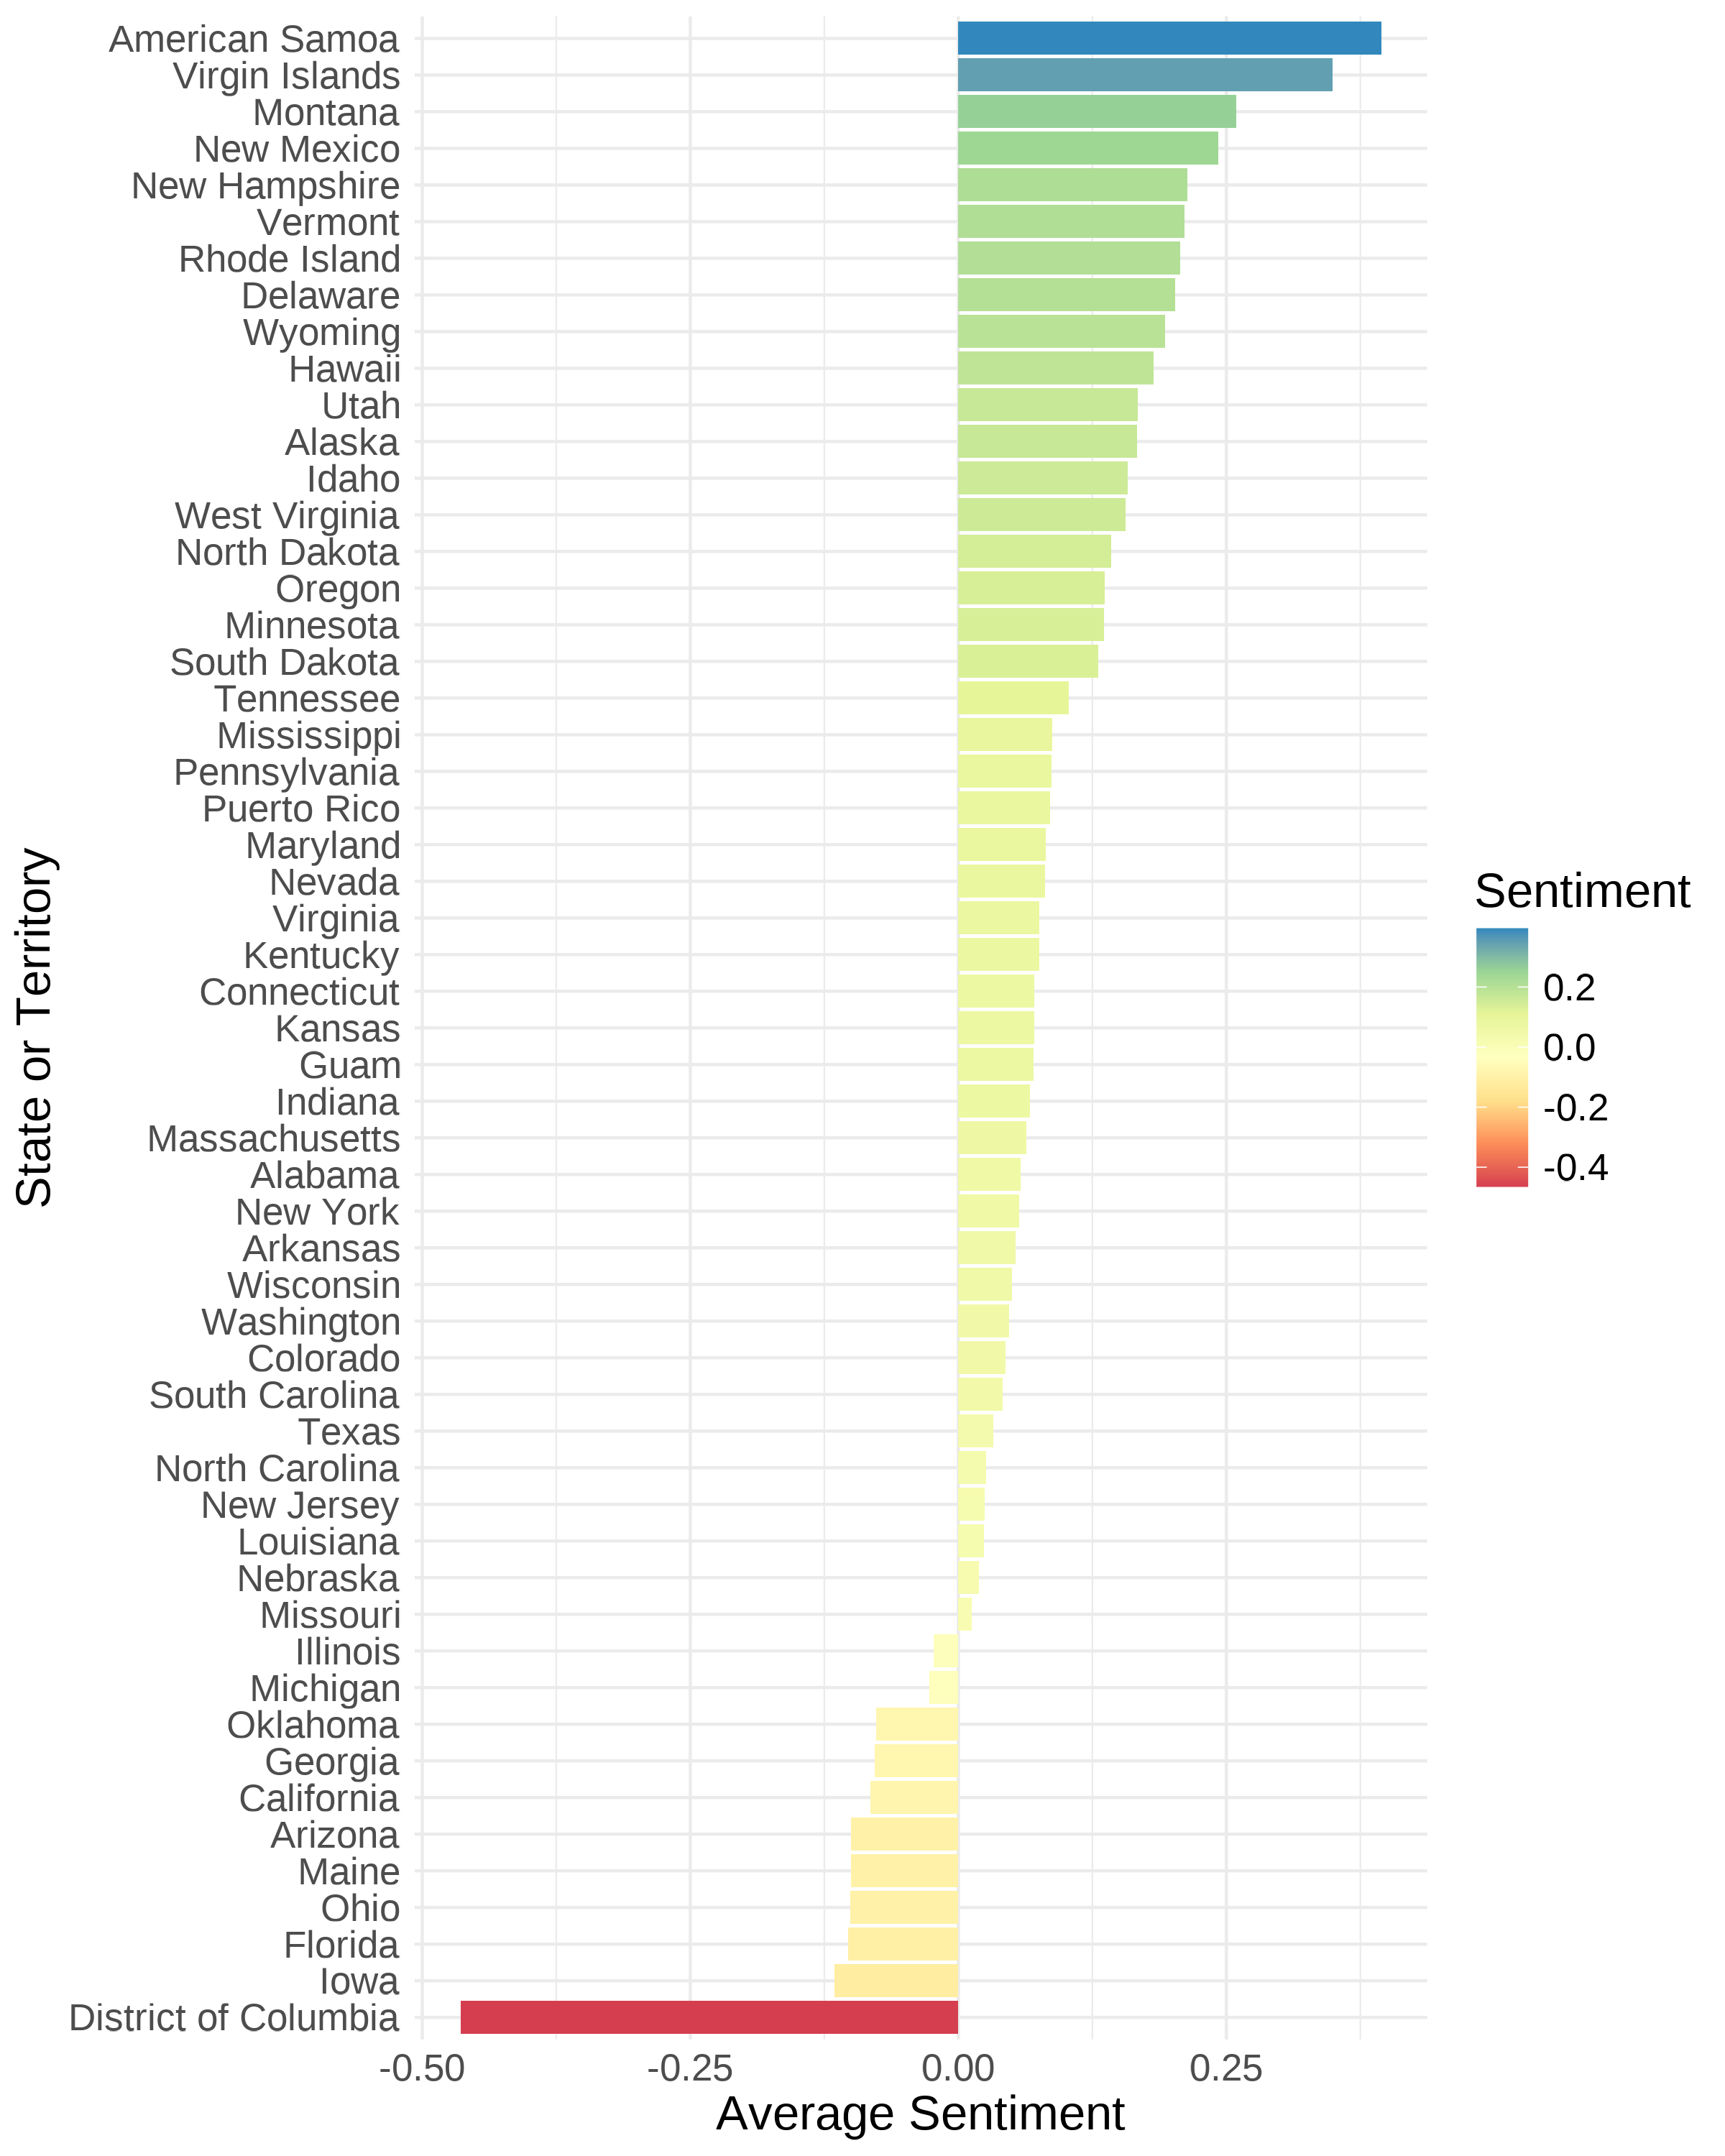 American Samoa
Virgin Islands
Montana
New Mexico
New Hampshire
Vermont
Rhode Island
Delaware
Wyoming
Hawaii
Utah
Alaska
Idaho
West Virginia
North Dakota
Oregon
Minnesota
South Dakota
Tennessee
Mississippi
Pennsylvania
Puerto Rico
Maryland
Nevada
Virginia
Kentucky
Connecticut
Kansas
Guam
Indiana
Massachusetts
Alabama
New York
Arkansas
Wisconsin
Washington
Colorado
South Carolina
Texas
North Carolina
New Jersey
Louisiana
Nebraska
Missouri
Illinois
Michigan
Oklahoma
Georgia
California
Arizona
Maine
Ohio
Florida
Iowa
District of Columbia
State or Territory
-0.50 -0.25 0.00 0.25
Average Sentiment
Sentiment
0.2
0.0
-0.2
-0.4